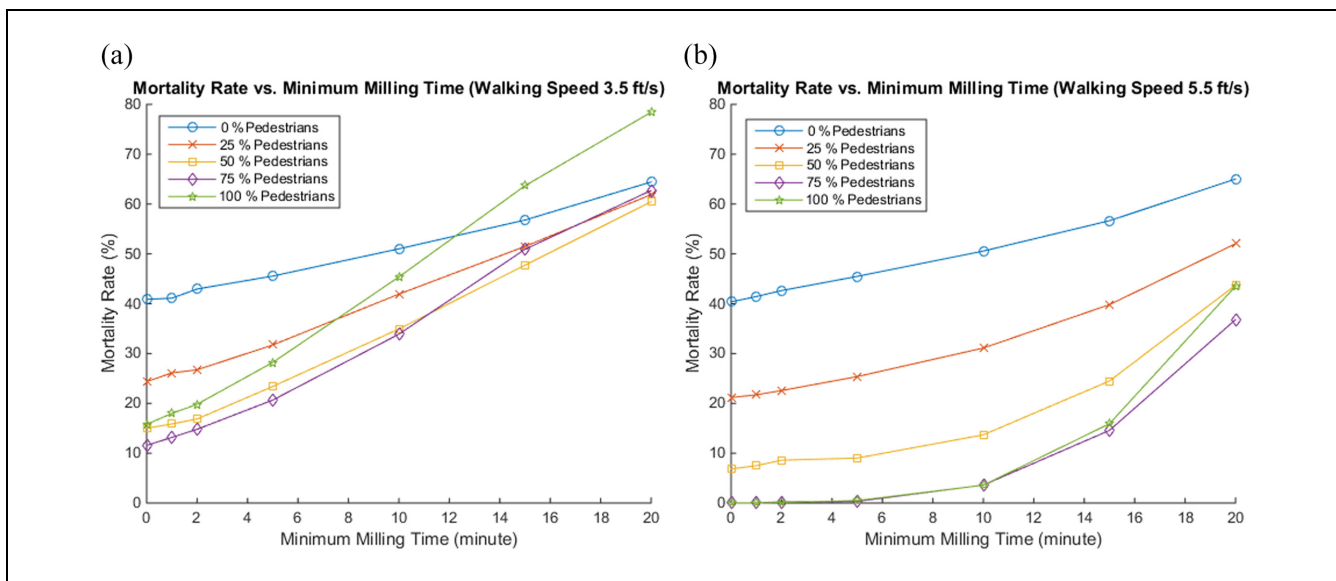 (a)
Mortality Rate vs. Minimum Milling Time (Walking Speed 3.5 ft/s)
80
70
60
50
40
30
20
10
0
Mortality Rate (%)
0 % Pedestrians
25 % Pedestrians
50 % Pedestrians
75 % Pedestrians
100 % Pedestrians
0 2 4 6 8 10 12 14 16 18 20
Minimum Milling Time (minute)
(b)
Mortality Rate vs. Minimum Milling Time (Walking Speed 5.5 ft/s)
80
70
60
50
40
30
20
10
0
Mortality Rate (%)
0 % Pedestrians
25 % Pedestrians
50 % Pedestrians
75 % Pedestrians
100 % Pedestrians
0 2 4 6 8 10 12 14 16 18 20
Minimum Milling Time (minute)